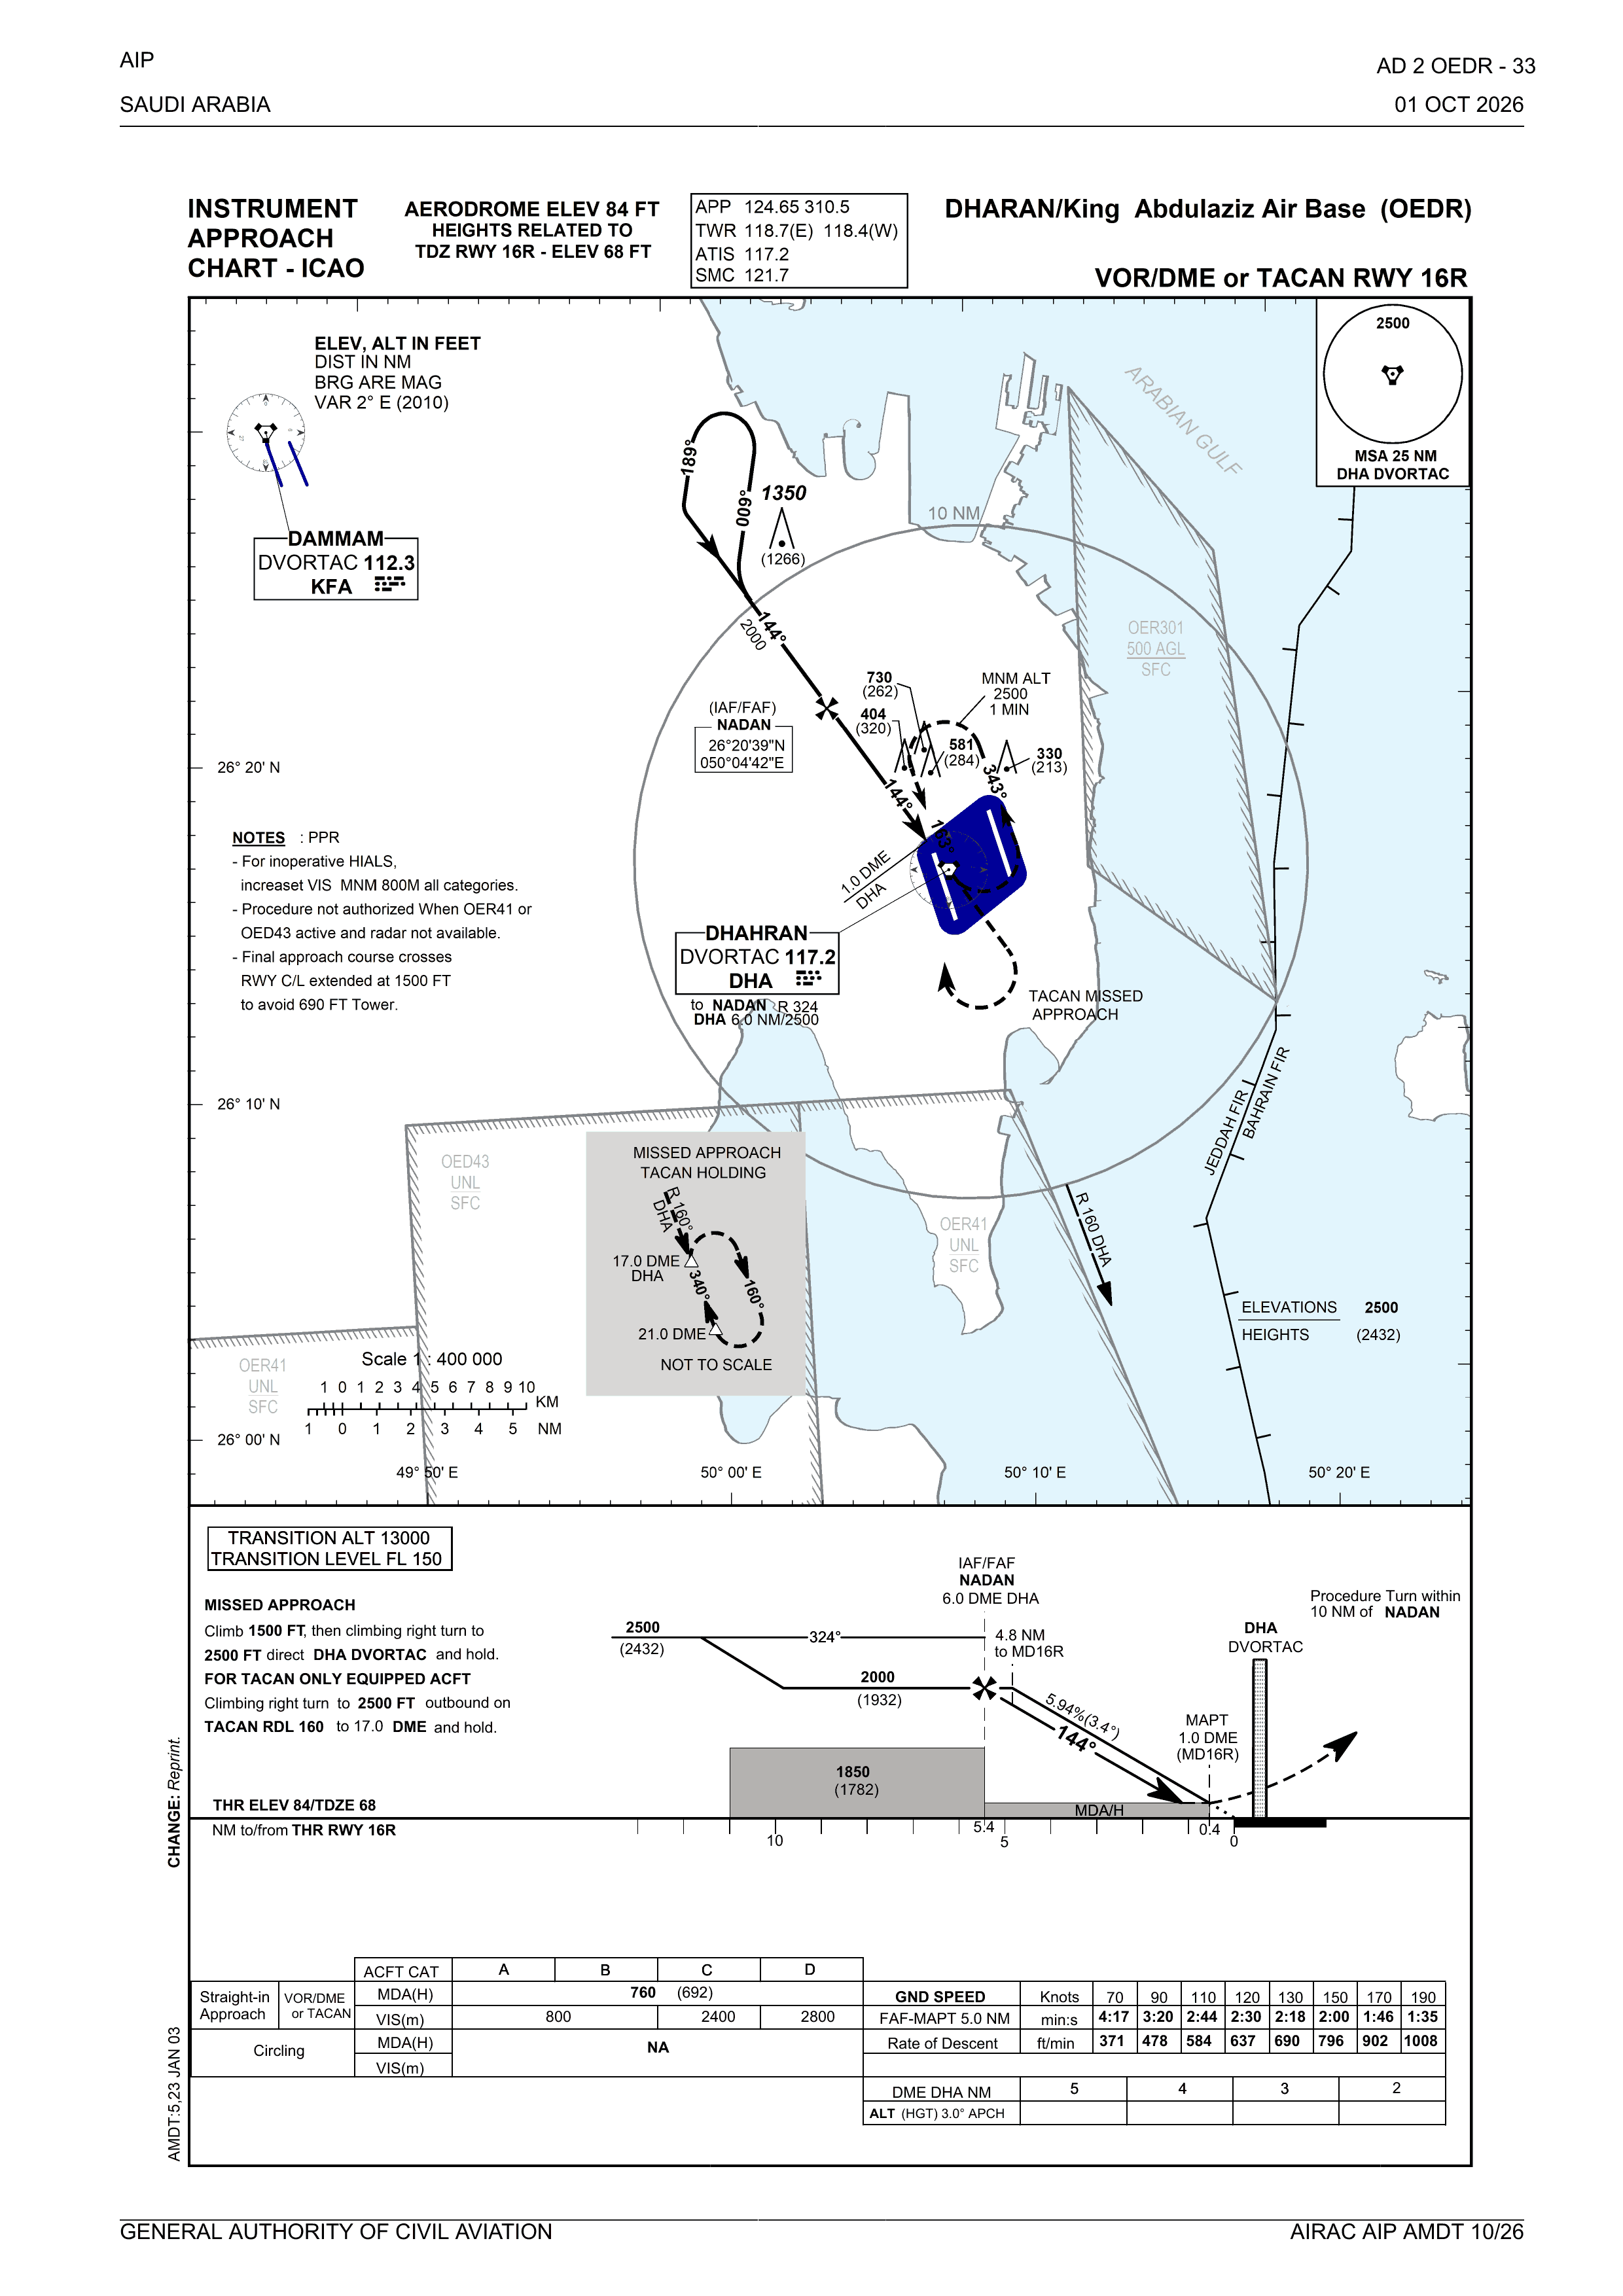 AIP
AD 2 OEDR - 33
SAUDI ARABIA
01 OCT 2026
INSTRUMENT
APPROACH
CHART - ICAO
AERODROME ELEV 84 FT
HEIGHTS RELATED TO
TDZ RWY 16R - ELEV 68 FT
APP 124.65 310.5
TWR 118.7(E) 118.4(W)
ATIS 117.2
SMC 121.7
DHARAN/King Abdulaziz Air Base (OEDR)
VOR/DME or TACAN RWY 16R
ELEV, ALT IN FEET
DIST IN NM
BRG ARE MAG
VAR 2° E (2010)
2500
MSA 25 NM
DHA DVORTAC
ARABIAN GULF
DAMMAM
DVORTAC 112.3
KFA
189°
009°
1350
(1266)
10 NM
144°
2000
OER301
500 AGL
SFC
(IAF/FAF)
NADAN
26°20'39"N
050°04'42"E
730
(262)
404
(320)
581
(284)
MNM ALT
2500
1 MIN
330
(213)
343°
144°
163°
26° 20' N
1.0 DME
DHA
NOTES : PPR
- For inoperative HIALS,
increaset VIS MNM 800M all categories.
- Procedure not authorized When OER41 or
OED43 active and radar not available.
- Final approach course crosses
RWY C/L extended at 1500 FT
to avoid 690 FT Tower.
DHAHRAN
DVORTAC 117.2
DHA
to NADAN R 324
DHA 6.0 NM/2500
TACAN MISSED
APPROACH
JEDDAH FIR
BAHRAIN FIR
26° 10' N
OED43
UNL
SFC
MISSED APPROACH
TACAN HOLDING
R 160°
DHA
17.0 DME
DHA
340°
160°
21.0 DME
NOT TO SCALE
OER41
UNL
SFC
R 160 DHA
ELEVATIONS 2500
HEIGHTS (2432)
OER41
UNL
SFC
Scale 1 : 400 000
1 0 1 2 3 4 5 6 7 8 9 10
KM
1 0 1 2 3 4 5 NM
26° 00' N
49° 50' E
50° 00' E
50° 10' E
50° 20' E
TRANSITION ALT 13000
TRANSITION LEVEL FL 150
MISSED APPROACH
Climb 1500 FT, then climbing right turn to
2500 FT direct DHA DVORTAC and hold.
FOR TACAN ONLY EQUIPPED ACFT
Climbing right turn to 2500 FT outbound on
TACAN RDL 160 to 17.0 DME and hold.
IAF/FAF
NADAN
6.0 DME DHA
Procedure Turn within
10 NM of NADAN
2500
(2432)
324°
4.8 NM
to MD16R
DHA
DVORTAC
2000
(1932)
5.94%(3.4°)
144°
MAPT
1.0 DME
(MD16R)
1850
(1782)
MDA/H
THR ELEV 84/TDZE 68
NM to/from THR RWY 16R
10
5.4
5
0.4
0
CHANGE: Reprint.
AMDT:5,23 JAN 03
ACFT CAT A B C D
Straight-in
Approach
VOR/DME
or TACAN
MDA(H) 760 (692)
VIS(m) 800 2400 2800
Circling
MDA(H) NA
VIS(m)
GND SPEED Knots 70 90 110 120 130 150 170 190
FAF-MAPT 5.0 NM min:s 4:17 3:20 2:44 2:30 2:18 2:00 1:46 1:35
Rate of Descent ft/min 371 478 584 637 690 796 902 1008
DME DHA NM 5 4 3 2
ALT (HGT) 3.0° APCH
GENERAL AUTHORITY OF CIVIL AVIATION
AIRAC AIP AMDT 10/26